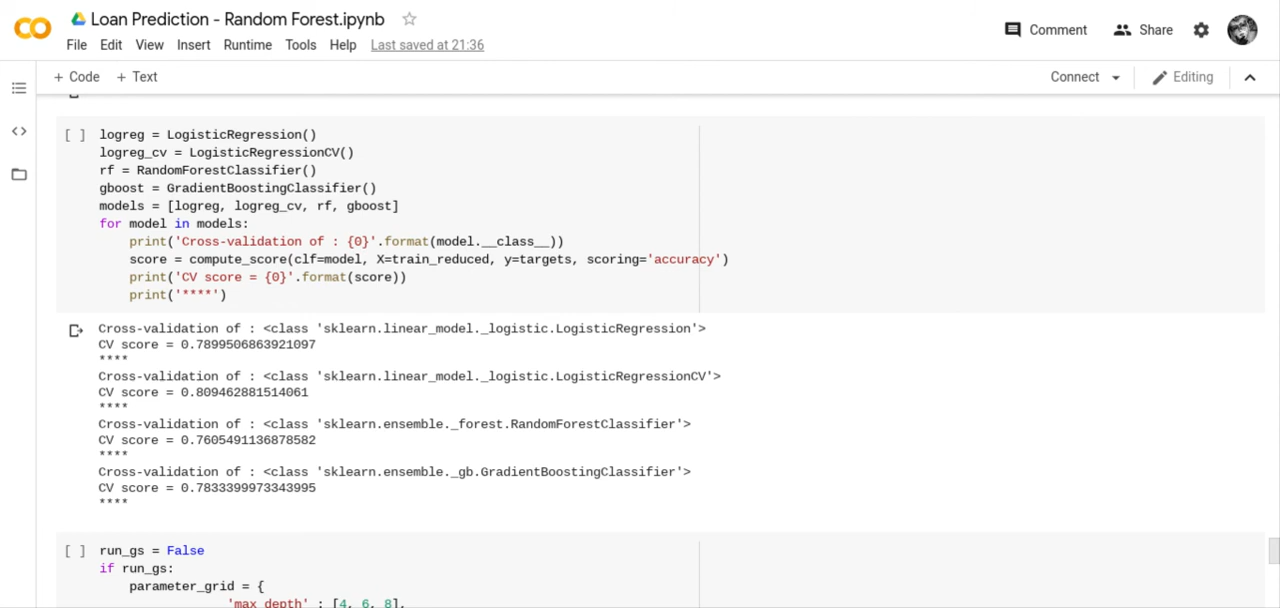 Loan Prediction - Random Forest.ipynb
Comment Share
File Edit View Insert Runtime Tools Help Last saved at 21:36
+ Code + Text Connect Editing
[ ] logreg = LogisticRegression()
logreg_cv = LogisticRegressionCV()
rf = RandomForestClassifier()
gboost = GradientBoostingClassifier()
models = [logreg, logreg_cv, rf, gboost]
for model in models:
print('Cross-validation of : {0}'.format(model.__class__))
score = compute_score(clf=model, X=train_reduced, y=targets, scoring='accuracy')
print('CV score = {0}'.format(score))
print('****')
Cross-validation of : <class 'sklearn.linear_model._logistic.LogisticRegression'>
CV score = 0.7899506863921097
****
Cross-validation of : <class 'sklearn.linear_model._logistic.LogisticRegressionCV'>
CV score = 0.809462881514061
****
Cross-validation of : <class 'sklearn.ensemble._forest.RandomForestClassifier'>
CV score = 0.7605491136878582
****
Cross-validation of : <class 'sklearn.ensemble._gb.GradientBoostingClassifier'>
CV score = 0.7833399973343995
****
[ ] run_gs = False
if run_gs:
parameter_grid = {
'max_depth' : [4, 6, 8],